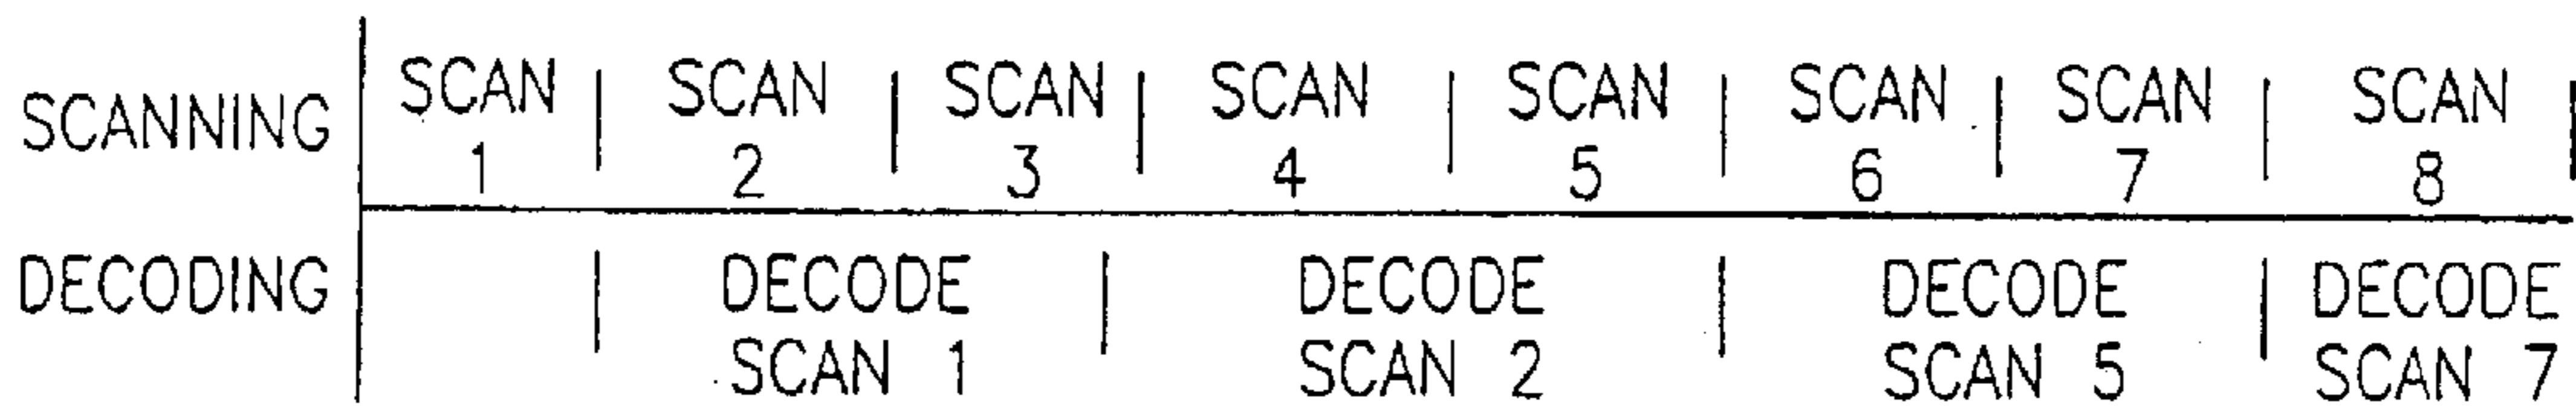 SCANNING | SCAN 1 | SCAN 2 | SCAN 3 | SCAN 4 | SCAN 5 | SCAN 6 | SCAN 7 | SCAN 8 |
DECODING | | DECODE SCAN 1 | DECODE SCAN 2 | DECODE SCAN 5 | DECODE SCAN 7